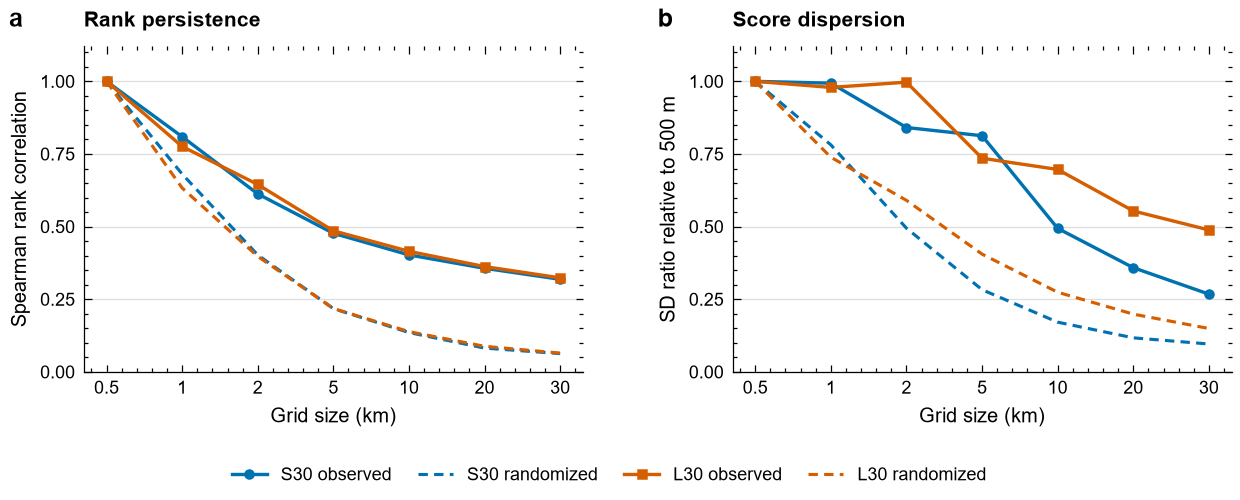 a Rank persistence
Spearman rank correlation
1.00
0.75
0.50
0.25
0.00
0.5 1 2 5 10 20 30
Grid size (km)
b Score dispersion
SD ratio relative to 500 m
1.00
0.75
0.50
0.25
0.00
0.5 1 2 5 10 20 30
Grid size (km)
S30 observed S30 randomized L30 observed L30 randomized